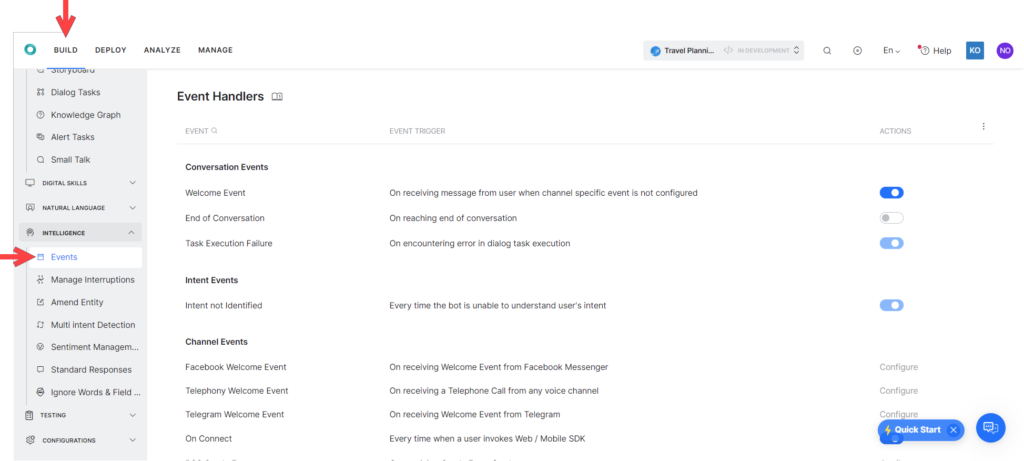 BUILD DEPLOY ANALYZE MANAGE Travel Planni... </> IN DEVELOPMENT En Help KO NO
Storyboard
Dialog Tasks
Knowledge Graph
Alert Tasks
Small Talk
DIGITAL SKILLS
NATURAL LANGUAGE
INTELLIGENCE
Events
Manage Interruptions
Amend Entity
Multi intent Detection
Sentiment Managem...
Standard Responses
Ignore Words & Field ...
TESTING
CONFIGURATIONS
Event Handlers
EVENT EVENT TRIGGER ACTIONS
Conversation Events
Welcome Event On receiving message from user when channel specific event is not configured
End of Conversation On reaching end of conversation
Task Execution Failure On encountering error in dialog task execution
Intent Events
Intent not Identified Every time the bot is unable to understand user's intent
Channel Events
Facebook Welcome Event On receiving Welcome Event from Facebook Messenger Configure
Telephony Welcome Event On receiving a Telephone Call from any voice channel Configure
Telegram Welcome Event On receiving Welcome Event from Telegram Configure
On Connect Every time when a user invokes Web / Mobile SDK
Quick Start